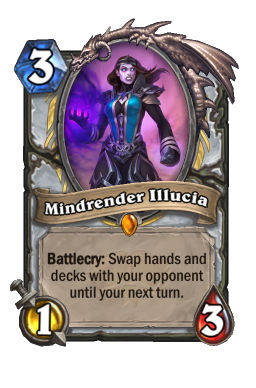 3
Mindrender Illucia
Battlecry: Swap hands and
decks with your opponent
until your next turn.
1
3